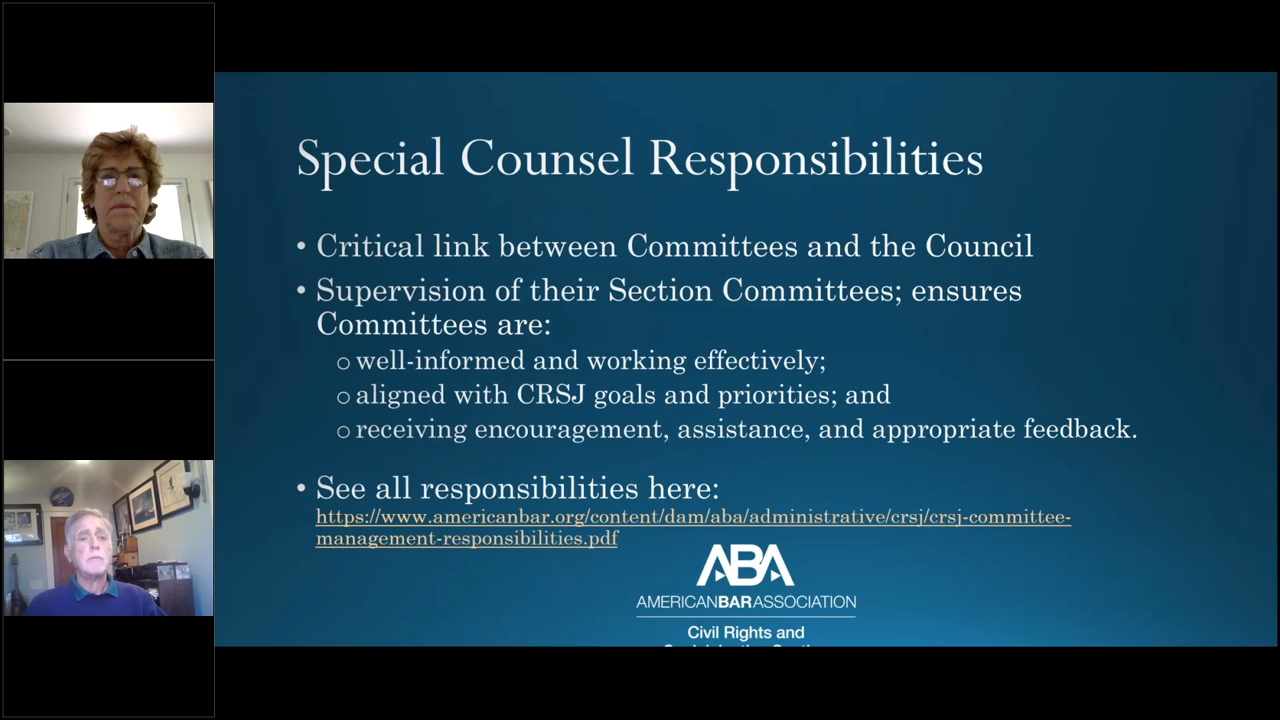 Special Counsel Responsibilities
• Critical link between Committees and the Council
• Supervision of their Section Committees; ensures
Committees are:
o well-informed and working effectively;
o aligned with CRSJ goals and priorities; and
o receiving encouragement, assistance, and appropriate feedback.
• See all responsibilities here:
https://www.americanbar.org/content/dam/aba/administrative/crsj/crsj-committee-
management-responsibilities.pdf
ABA
AMERICANBARASSOCIATION
Civil Rights and